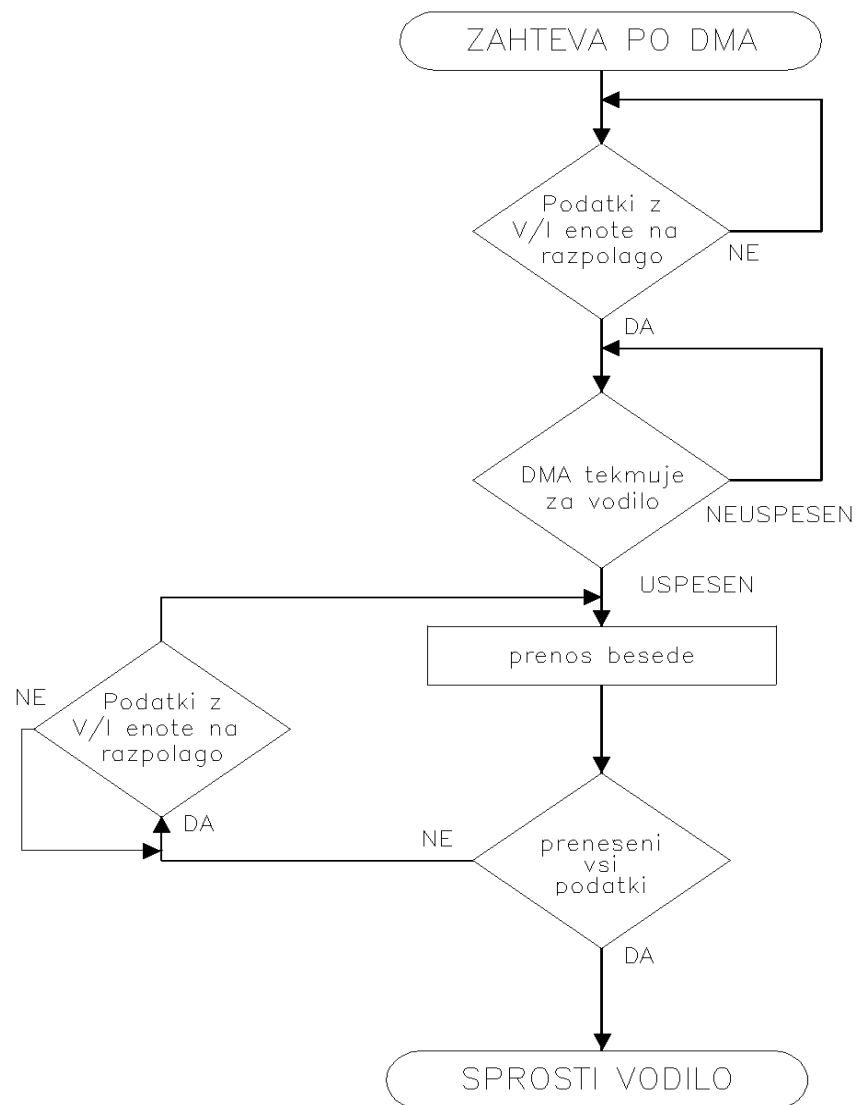 ZAHTEVA PO DMA
Podatki z
V/I enote na
razpolago
NE
DA
DMA tekmuje
za vodilo
NEUSPESEN
USPESEN
prenos besede
NE
Podatki z
V/I enote na
razpolago
DA
NE
preneseni
vsi
podatki
DA
SPROSTI VODILO